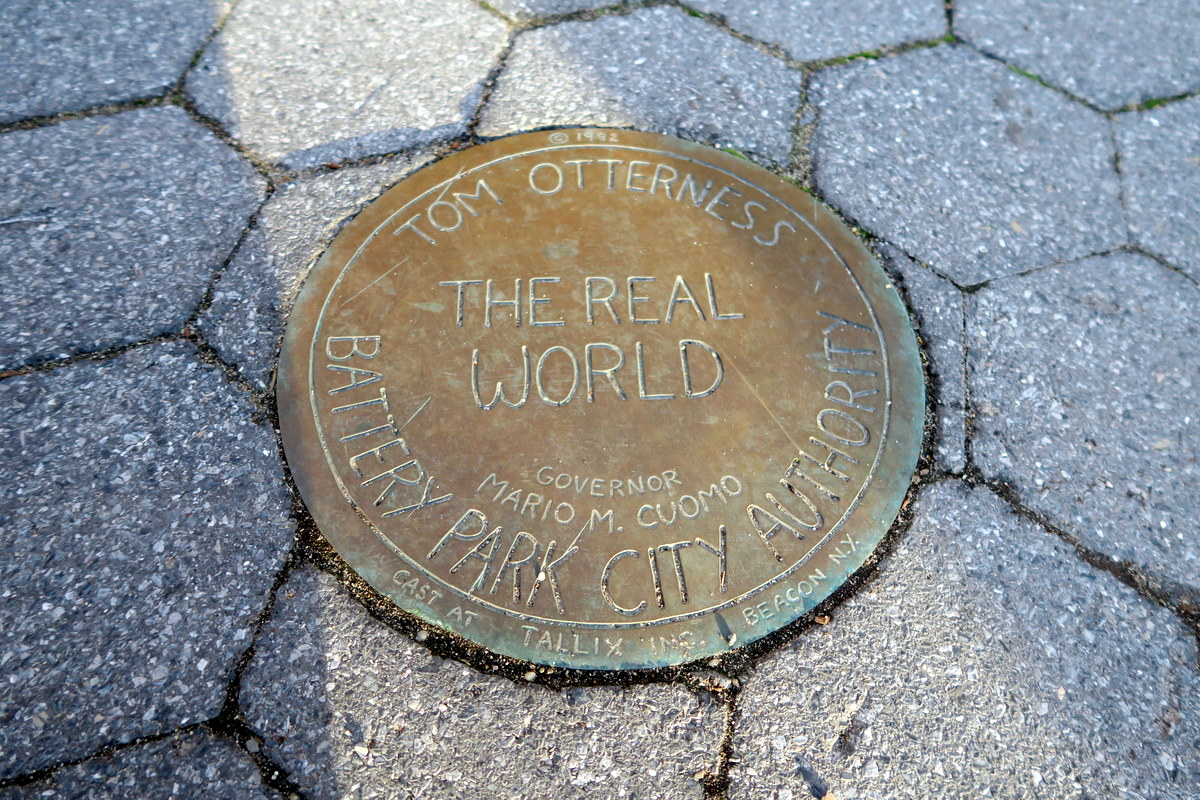 © 1992
TOM OTTERNESS
THE REAL
WORLD
GOVERNOR
MARIO M. CUOMO
BATTERY PARK CITY AUTHORITY
CAST AT TALLIX INC. BEACON N.Y.